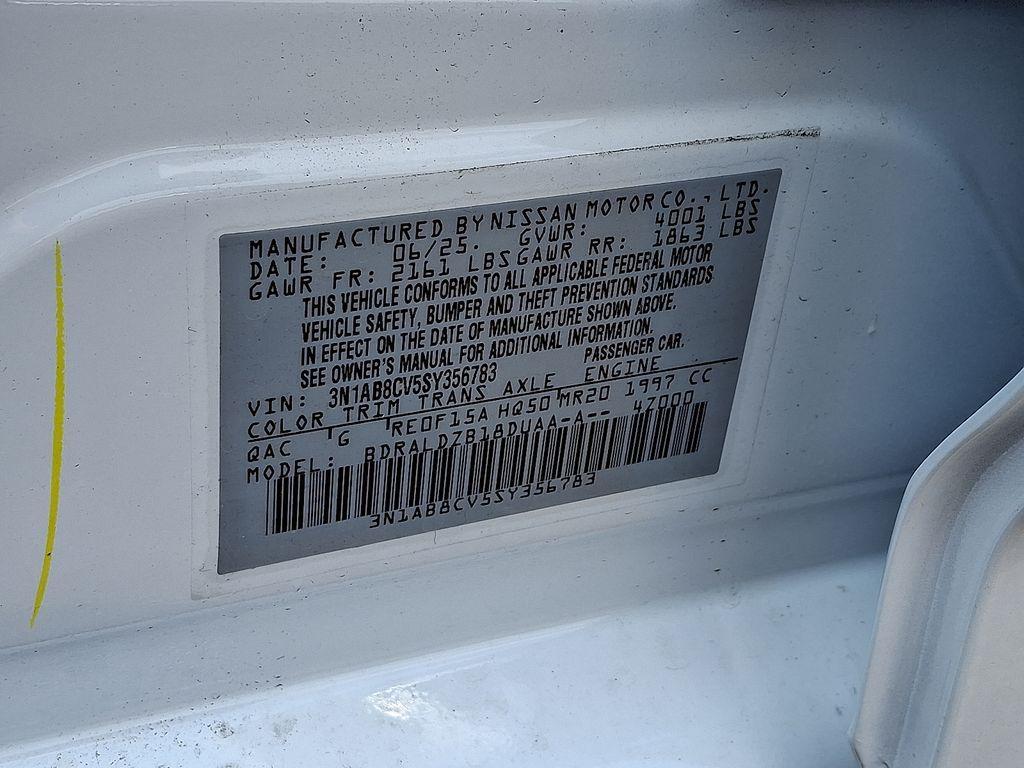 MANUFACTURED BY NISSAN MOTOR CO., LTD.
DATE: 06/25. GVWR: 4001 LBS
GAWR FR: 2161 LBS GAWR RR: 1863 LBS
THIS VEHICLE CONFORMS TO ALL APPLICABLE FEDERAL MOTOR
VEHICLE SAFETY, BUMPER AND THEFT PREVENTION STANDARDS
IN EFFECT ON THE DATE OF MANUFACTURE SHOWN ABOVE.
SEE OWNER'S MANUAL FOR ADDITIONAL INFORMATION.
VIN: 3N1AB8CV5SY356783 PASSENGER CAR.
COLOR TRIM TRANS AXLE ENGINE
QAC G RE0F15A HQ50 MR20 1997 CC
MODEL: BDRALDZB18DUAA-A-- 47000
3N1AB8CV5SY356783